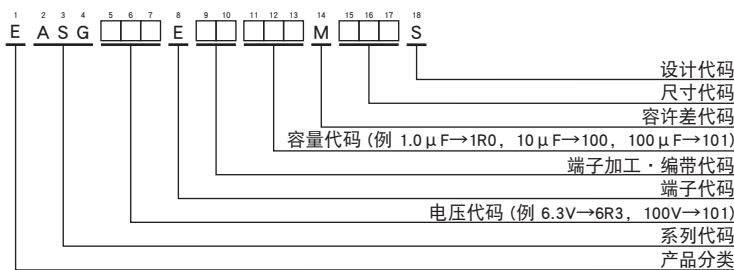 1 2 3 4 5 6 7 8 9 10 11 12 13 14 15 16 17 18
E A S G □□□ E □□ □□□ M □□□ S
设计代码
尺寸代码
容许差代码
容量代码 (例 1.0μF→1R0, 10μF→100, 100μF→101)
端子加工・编带代码
端子代码
电压代码 (例 6.3V→6R3, 100V→101)
系列代码
产品分类